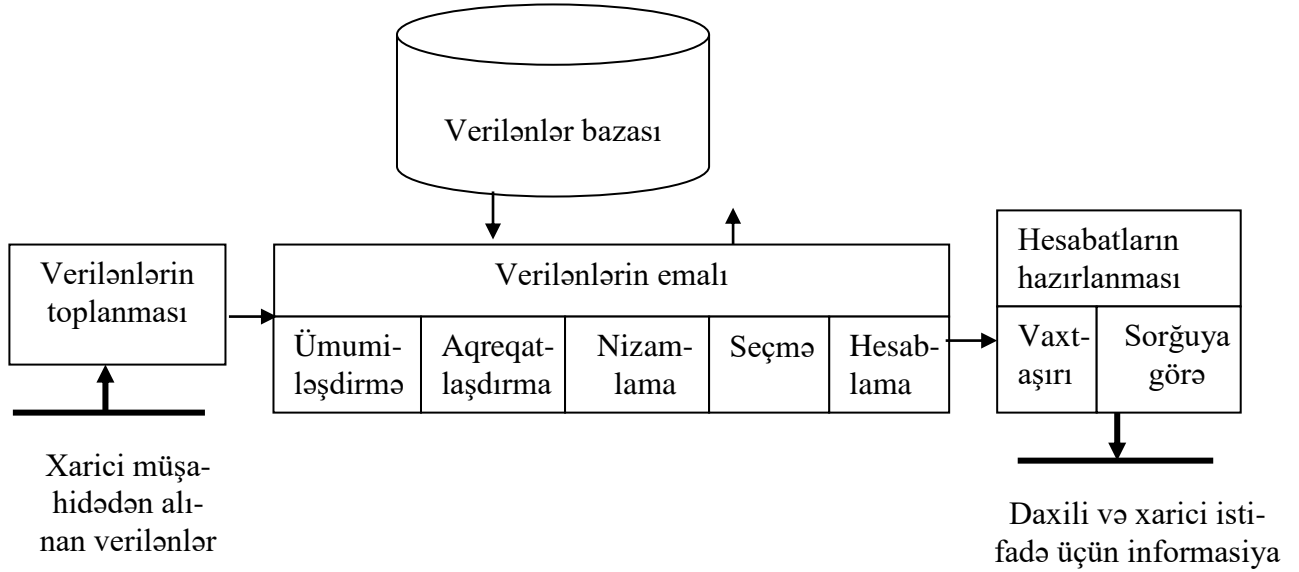 Verilənlər bazası
Verilənlərin
toplanması
Xarici müşa-
hidədən alı-
nan verilənlər
Verilənlərin emalı
Ümumi-
ləşdirmə
Aqreqat-
laşdırma
Nizam-
lama
Seçmə
Hesab-
lama
Hesabatların
hazırlanması
Vaxt-
aşırı
Sorğuya
görə
Daxili və xarici isti-
fadə üçün informasiya